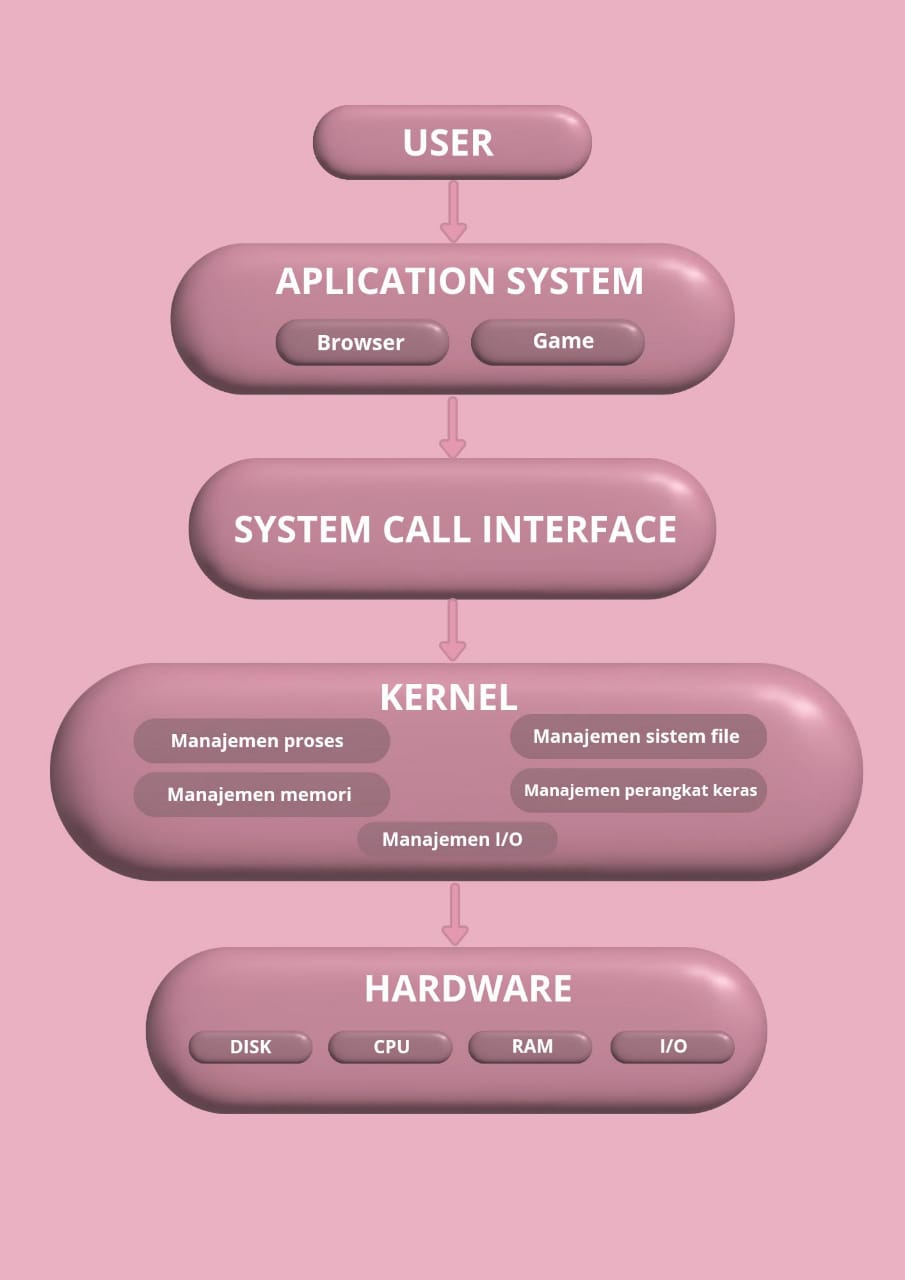 USER
APLICATION SYSTEM
Browser
Game
SYSTEM CALL INTERFACE
KERNEL
Manajemen proses
Manajemen sistem file
Manajemen memori
Manajemen perangkat keras
Manajemen I/O
HARDWARE
DISK
CPU
RAM
I/O